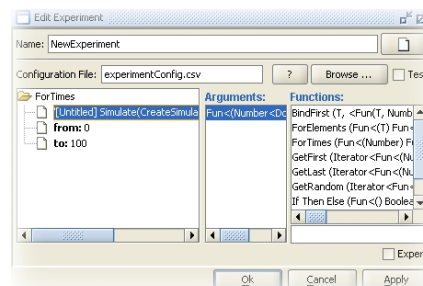 Edit Experiment
Name: NewExperiment
Configuration File: experimentConfig.csv ? Browse ... Tes
ForTimes
[Untitled] Simulate(CreateSimula
from: 0
to: 100
Arguments:
Fun<(Number<Do
Functions:
BindFirst (T, <Fun(T, Numb
ForElements (Fun<(T) Fun<
ForTimes (Fun<(Number) F
GetFirst (Iterator<Fun<(Nu
GetLast (Iterator<Fun<(Nu
GetRandom (Iterator<Fun<
If Then Else (Fun<() Boolea
Exper
Ok Cancel Apply